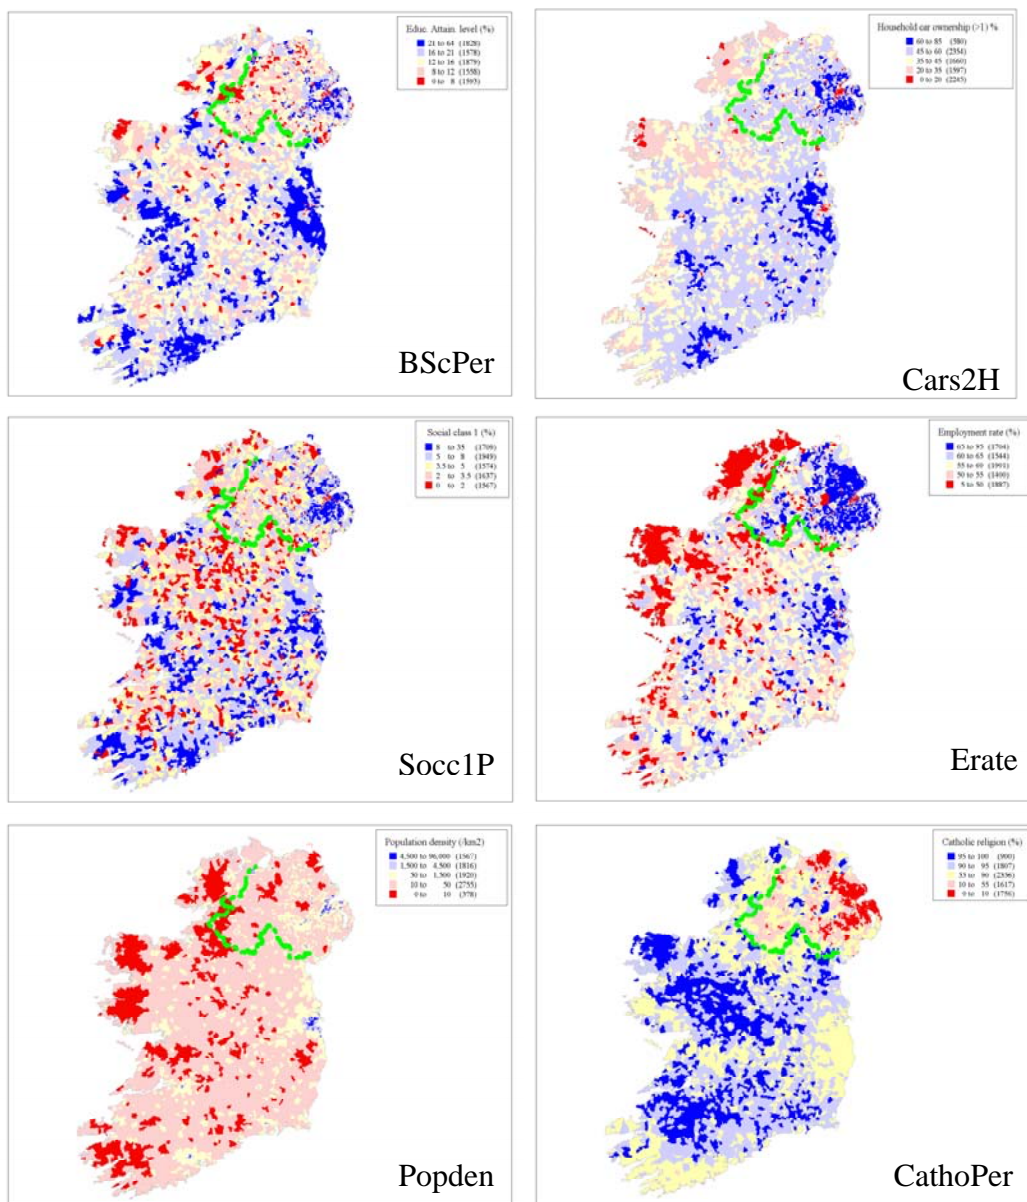 Educ. Attain. level (%)
21 to 64 (1828)
16 to 21 (1578)
12 to 16 (1879)
8 to 12 (1558)
0 to 8 (1593)
BScPer
Household car ownership (>1) %
60 to 85 (580)
45 to 60 (2354)
35 to 45 (1660)
20 to 35 (1597)
0 to 20 (2245)
Cars2H
Social class 1 (%)
8 to 35 (1709)
5 to 8 (1949)
3.5 to 5 (1574)
2 to 3.5 (1637)
0 to 2 (1567)
Socc1P
Employment rate (%)
65 to 95 (1704)
60 to 65 (1544)
55 to 60
50 to 55
5 to 50 (1887)
Erate
Population density (/km2)
4,500 to 96,000 (1567)
1,500 to 4,500 (1816)
50 to 1,500 (1920)
10 to 50 (2755)
0 to 10 (378)
Popden
Catholic religion (%)
95 to 100 (900)
90 to 95 (1807)
to 90
10 to 55 (1617)
0 to 10 (1756)
CathoPer